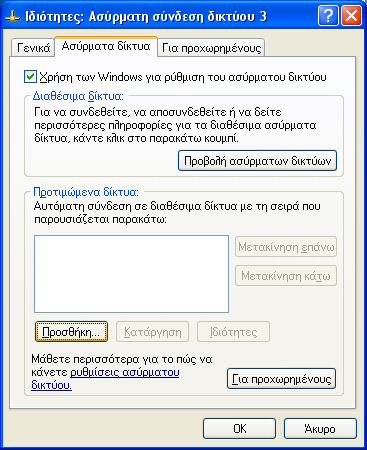 Ιδιότητες: Ασύρματη σύνδεση δικτύου 3
Γενικά
Ασύρματα δίκτυα
Για προχωρημένους
Χρήση των Windows για ρύθμιση του ασύρματου δικτύου
Διαθέσιμα δίκτυα:
Για να συνδεθείτε, να αποσυνδεθείτε ή να δείτε
περισσότερες πληροφορίες για τα διαθέσιμα ασύρματα
δίκτυα, κάντε κλικ στο παρακάτω κουμπί.
Προβολή ασύρματων δικτύων
Προτιμώμενα δίκτυα:
Αυτόματη σύνδεση σε διαθέσιμα δίκτυα με τη σειρά που
παρουσιάζεται παρακάτω:
Μετακίνηση επάνω
Μετακίνηση κάτω
Προσθήκη...
Κατάργηση
Ιδιότητες
Μάθετε περισσότερα για το πώς να
κάνετε ρυθμίσεις ασύρματου
δικτύου.
Για προχωρημένους
OK
Άκυρο